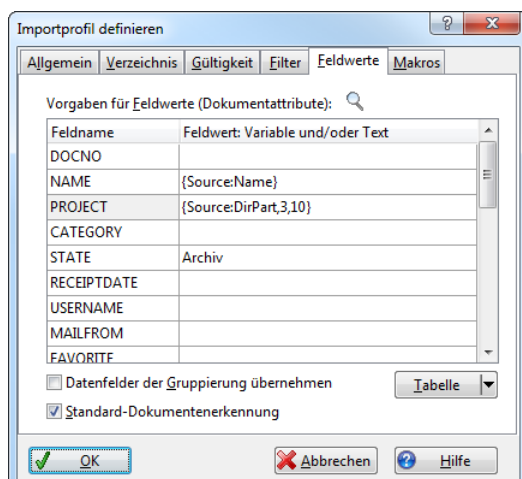 Importprofil definieren
Allgemein Verzeichnis Gültigkeit Filter Feldwerte Makros
Vorgaben für Feldwerte (Dokumentattribute):
Feldname Feldwert: Variable und/oder Text
DOCNO
NAME {Source:Name}
PROJECT {Source:DirPart,3,10}
CATEGORY
STATE Archiv
RECEIPTDATE
USERNAME
MAILFROM
FAVORITE
Datenfelder der Gruppierung übernehmen Tabelle
Standard-Dokumentenerkennung
OK Abbrechen Hilfe